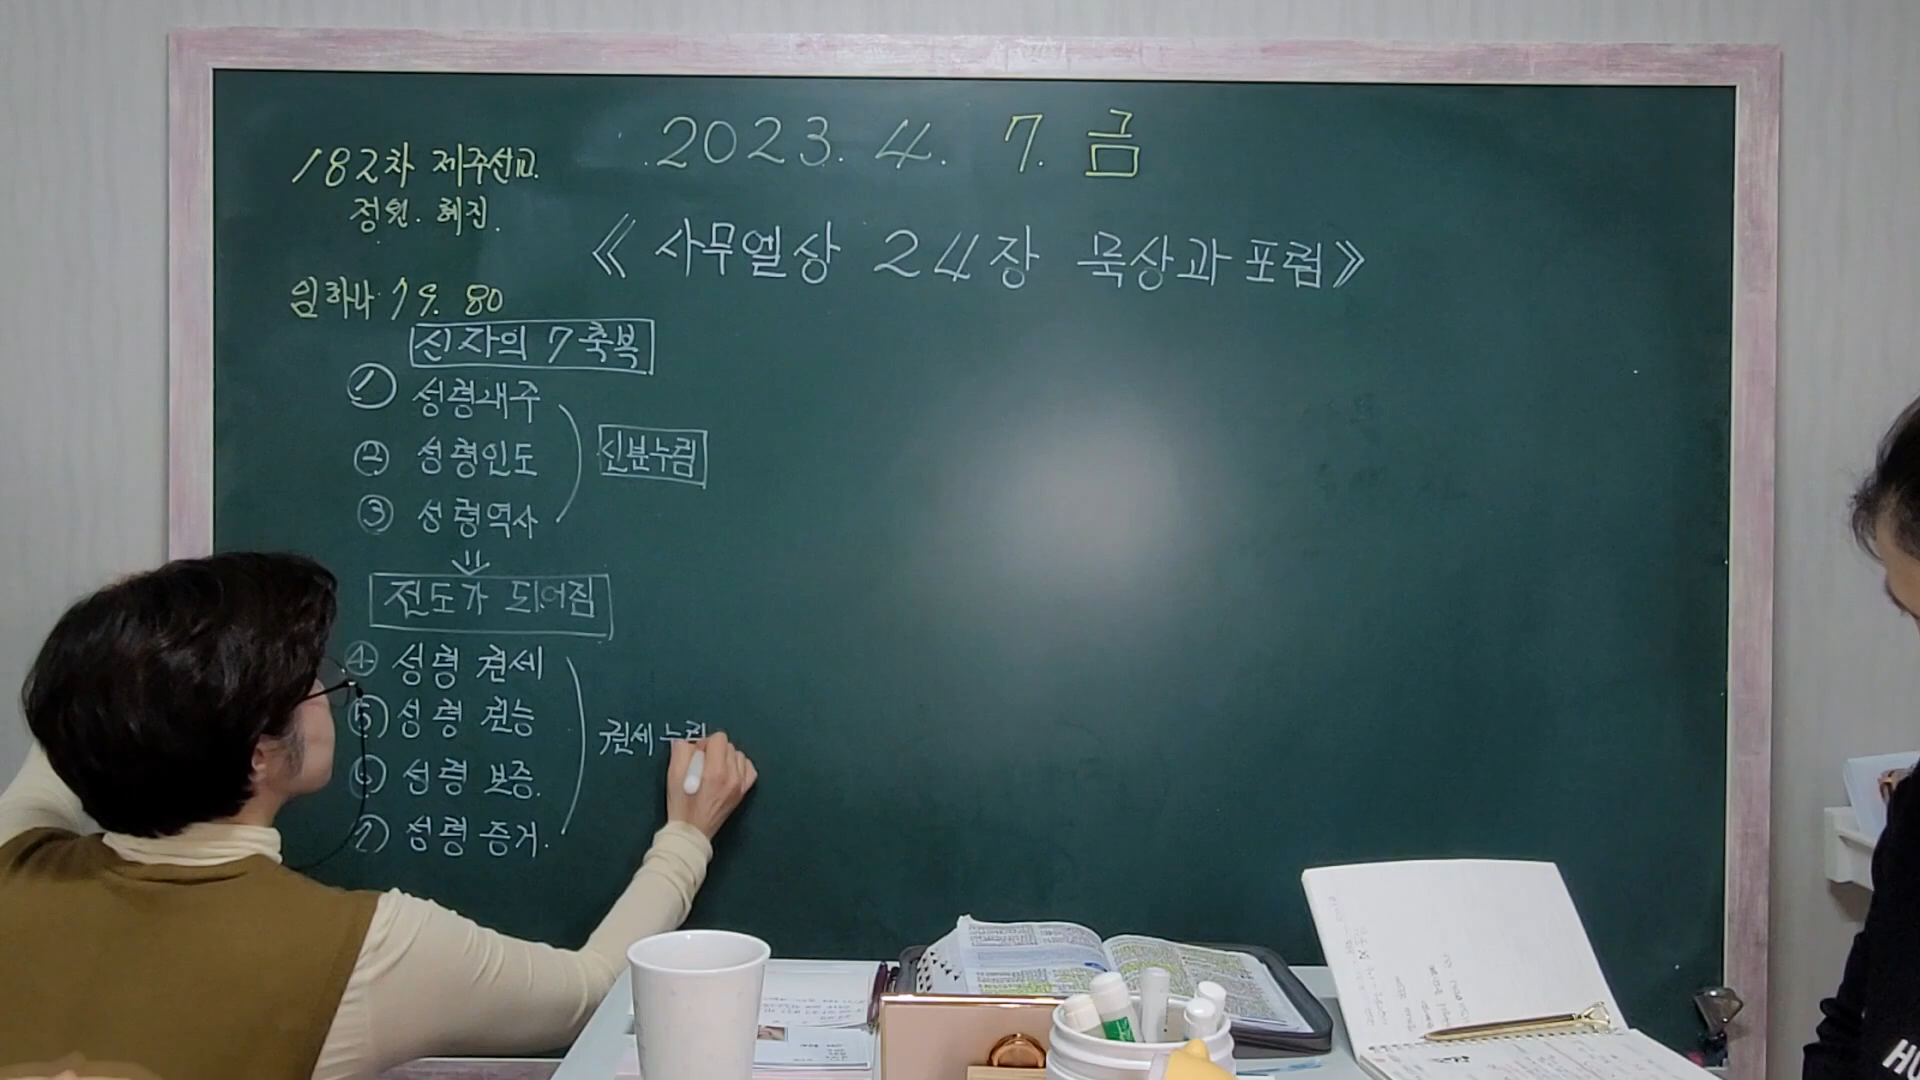 2023. 4. 7. 금
182차 제주선교
정원. 혜진.
《사무엘상 24장 묵상과 포럼》
임하나 19. 80
신자의 7축복
① 성령내주
② 성령인도
신분누림
③ 성령역사
전도가 되어짐
④ 성령 권세
⑤ 성령 권능
권세누림
⑥ 성령 보증.
⑦ 성령 증거.